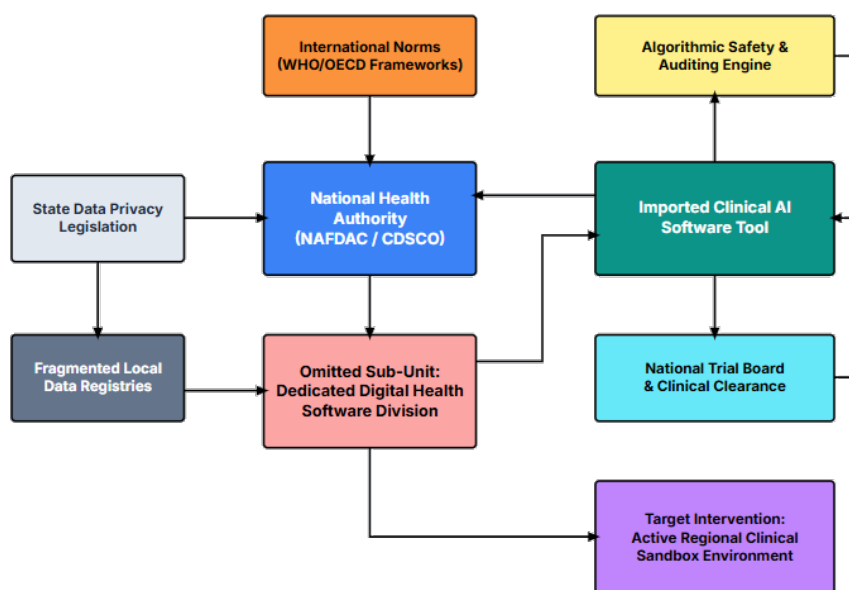 International Norms
(WHO/OECD Frameworks)
Algorithmic Safety &
Auditing Engine
State Data Privacy
Legislation
National Health
Authority
(NAFDAC / CDSCO)
Imported Clinical AI
Software Tool
Fragmented Local
Data Registries
Omitted Sub-Unit:
Dedicated Digital Health
Software Division
National Trial Board
& Clinical Clearance
Target Intervention:
Active Regional Clinical
Sandbox Environment